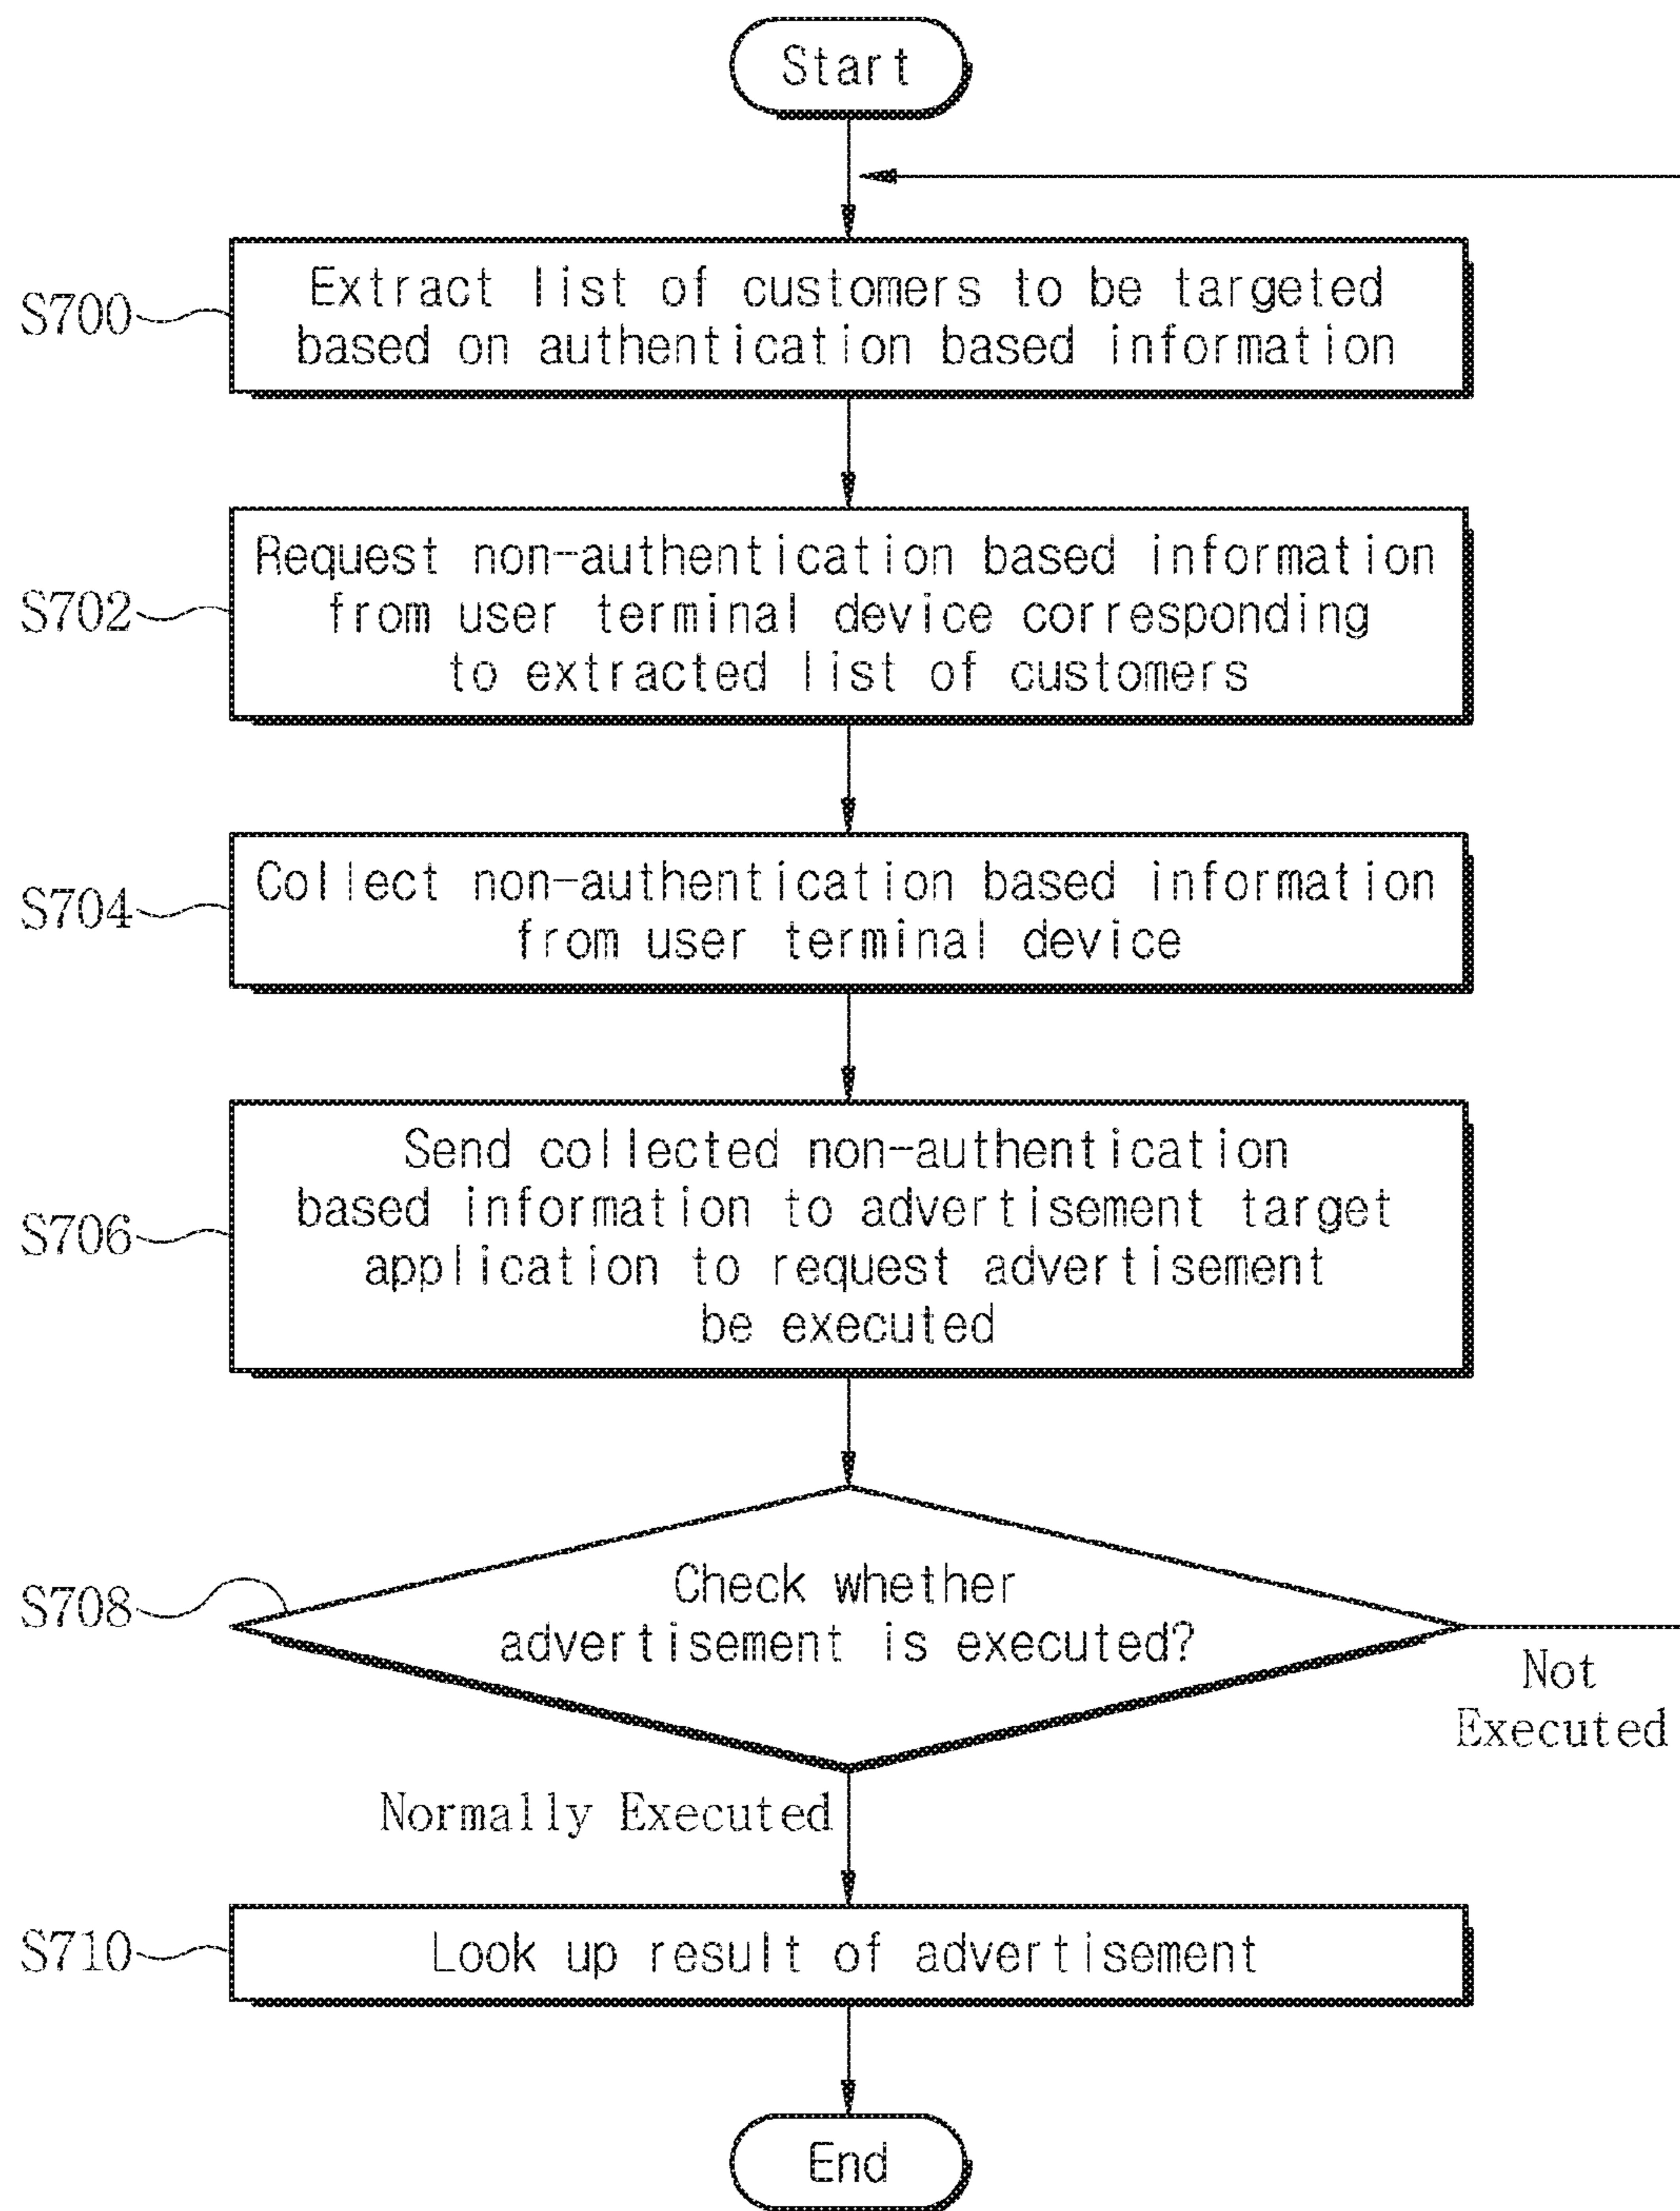 Start
S700
Extract list of customers to be targeted
based on authentication based information
S702
Request non-authentication based information
from user terminal device corresponding
to extracted list of customers
S704
Collect non-authentication based information
from user terminal device
S706
Send collected non-authentication
based information to advertisement target
application to request advertisement
be executed
S708
Check whether
advertisement is executed?
Not
Executed
Normally Executed
S710
Look up result of advertisement
End